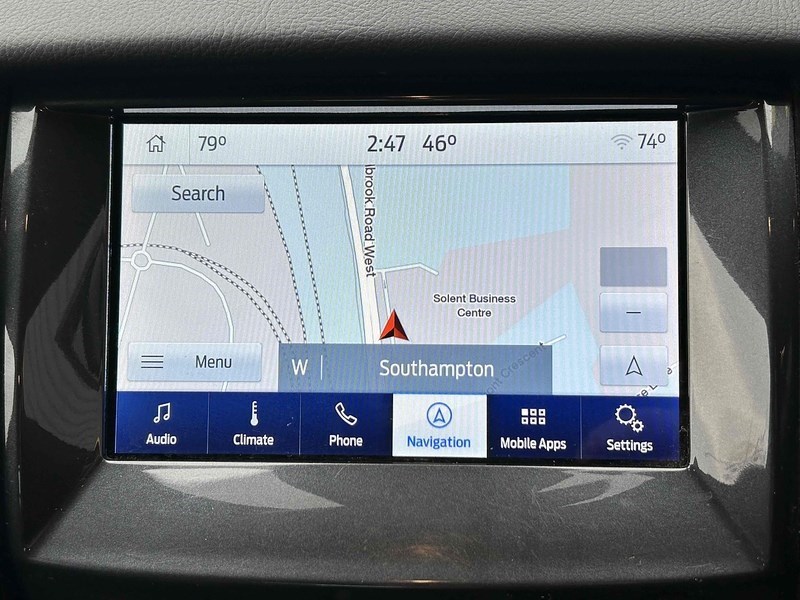 79º
2:47 46º
74º
Search
brook Road West
Solent Business
Centre
Menu
W
Southampton
Crescent
Audio
Climate
Phone
Navigation
Mobile Apps
Settings